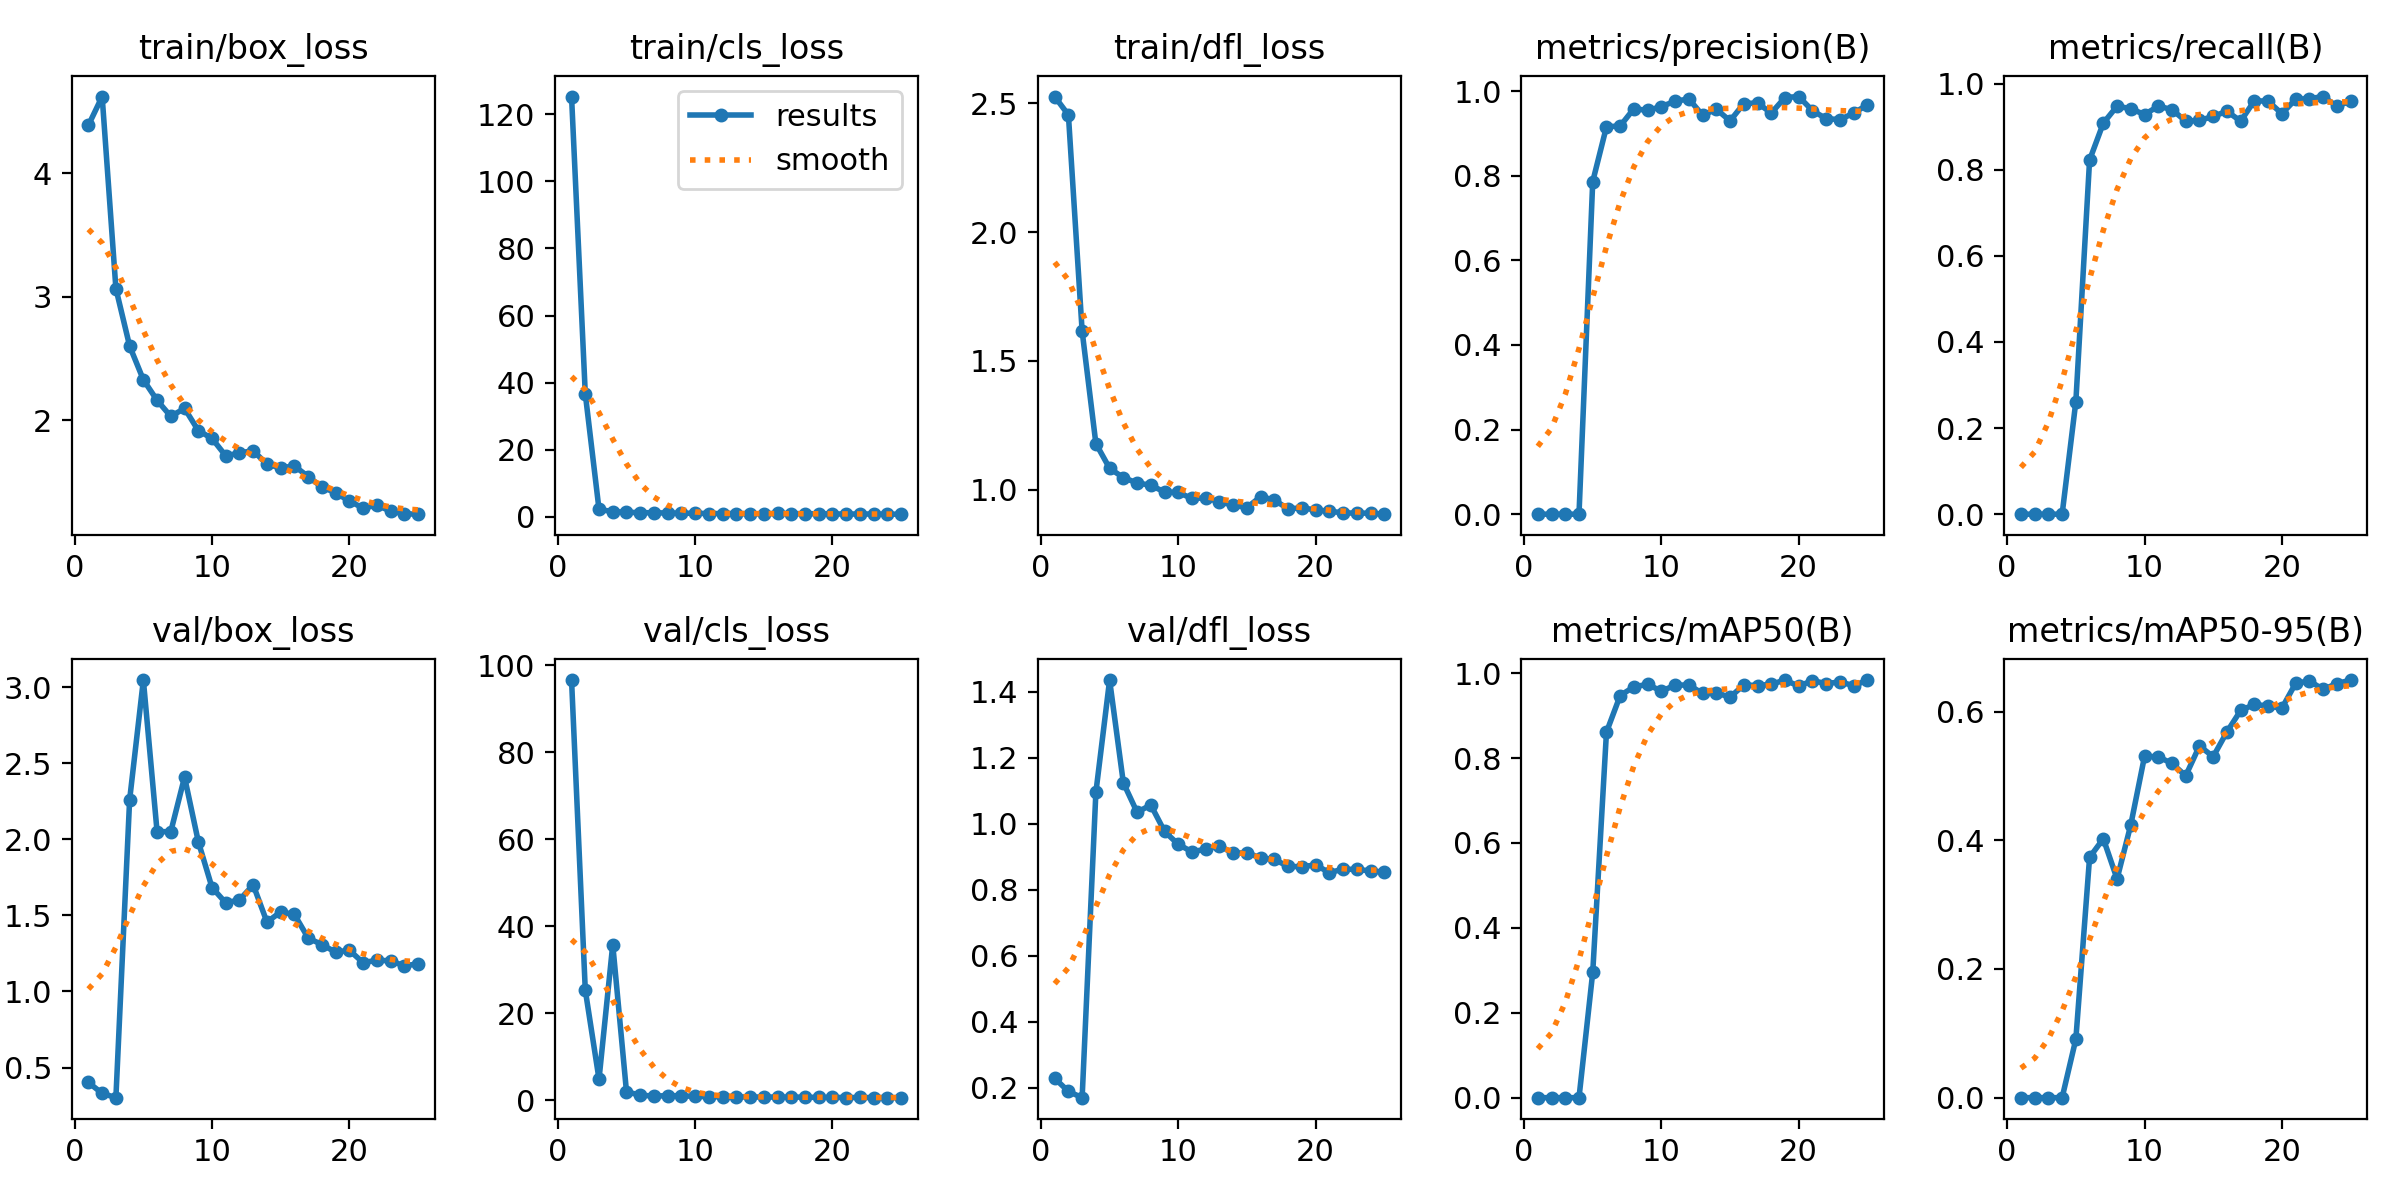 train/box_loss
4
3
2
0 10 20
train/cls_loss
results
smooth
120
100
80
60
40
20
0
0 10 20
train/dfl_loss
2.5
2.0
1.5
1.0
0 10 20
metrics/precision(B)
1.0
0.8
0.6
0.4
0.2
0.0
0 10 20
metrics/recall(B)
1.0
0.8
0.6
0.4
0.2
0.0
0 10 20
val/box_loss
3.0
2.5
2.0
1.5
1.0
0.5
0 10 20
val/cls_loss
100
80
60
40
20
0
0 10 20
val/dfl_loss
1.4
1.2
1.0
0.8
0.6
0.4
0.2
0 10 20
metrics/mAP50(B)
1.0
0.8
0.6
0.4
0.2
0.0
0 10 20
metrics/mAP50-95(B)
0.6
0.4
0.2
0.0
0 10 20